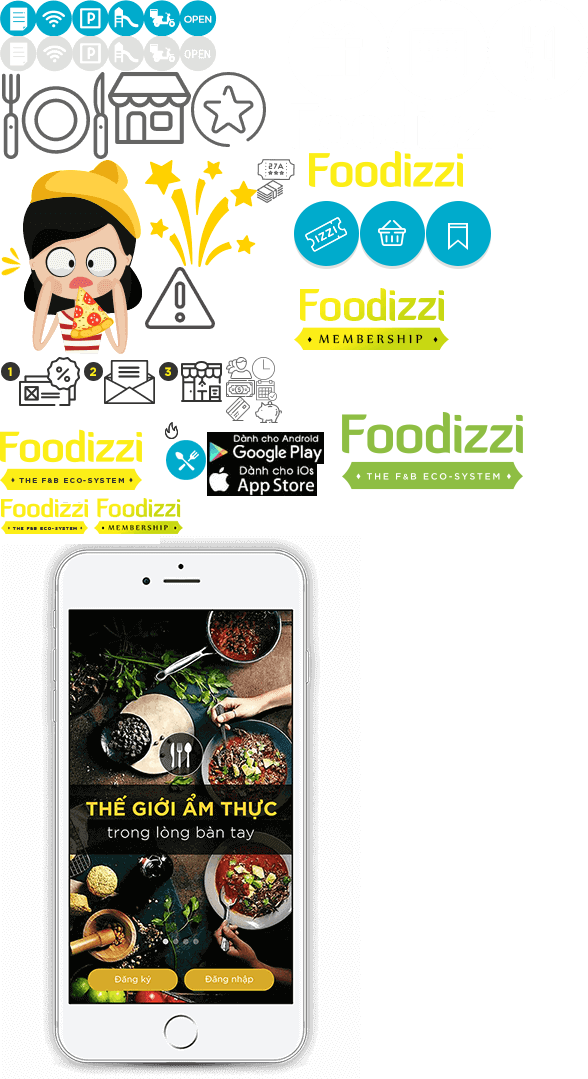 P
OPEN
P
OPEN
27A
Foodizzi
IZZI
Foodizzi
MEMBERSHIP
1
2
3
%
Foodizzi
THE F&B ECO-SYSTEM
Dành cho Android
Google Play
Dành cho iOs
App Store
Foodizzi
THE F&B ECO-SYSTEM
Foodizzi
THE F&B ECO-SYSTEM
Foodizzi
MEMBERSHIP
THẾ GIỚI ẨM THỰC
trong lòng bàn tay
Đăng ký
Đăng nhập